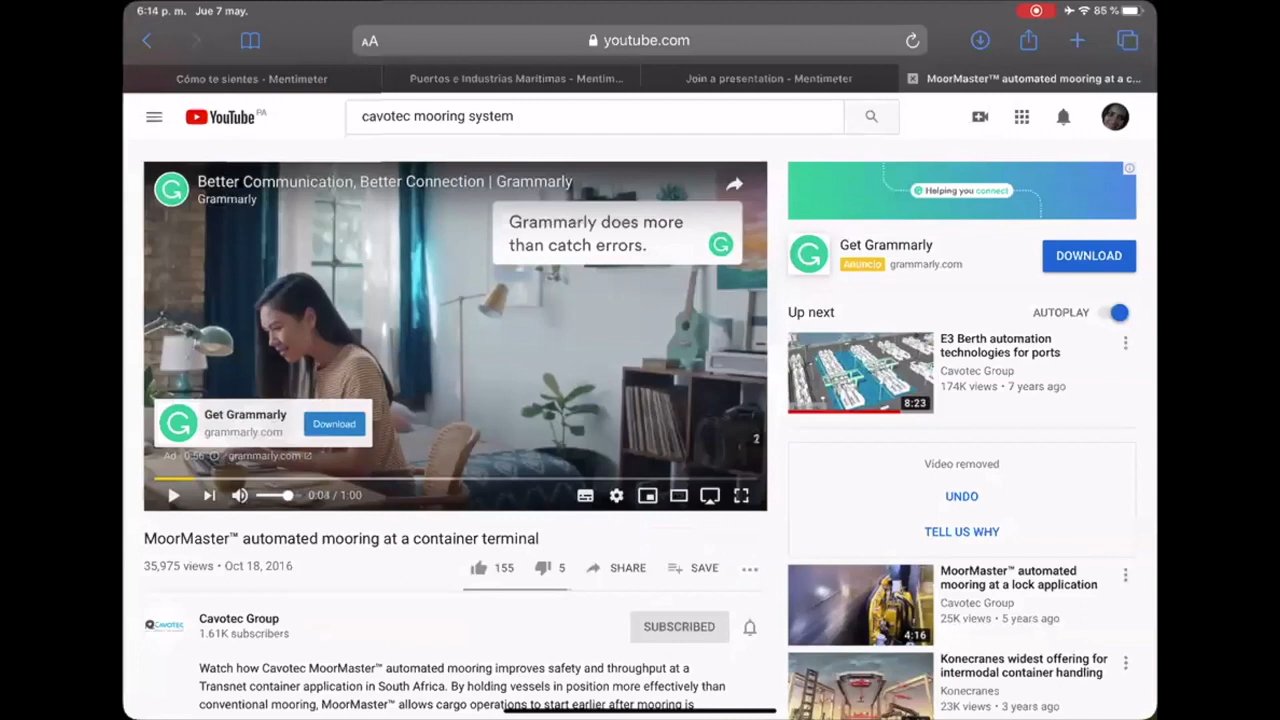 6:14 p. m. Jue 7 may.
85 %
AA
youtube.com
Cómo te sientes - Mentimeter
Puertos e Industrias Marítimas - Mentim...
Join a presentation - Mentimeter
MoorMaster™ automated mooring at a c...
YouTube PA
cavotec mooring system
Better Communication, Better Connection | Grammarly
Grammarly
Grammarly does more
than catch errors.
Get Grammarly
grammarly.com
Download
2
Ad · 0:56
grammarly.com
0:04 / 1:00
MoorMaster™ automated mooring at a container terminal
35,975 views • Oct 18, 2016
155
5
SHARE
SAVE
CAVOTEC
Cavotec Group
1.61K subscribers
SUBSCRIBED
Watch how Cavotec MoorMaster™ automated mooring improves safety and throughput at a
Transnet container application in South Africa. By holding vessels in position more effectively than
conventional mooring, MoorMaster™ allows cargo operations to start earlier after mooring is
Helping you connect
Get Grammarly
Anuncio grammarly.com
DOWNLOAD
Up next
AUTOPLAY
E3 Berth automation
technologies for ports
Cavotec Group
174K views • 7 years ago
8:23
Video removed
UNDO
TELL US WHY
MoorMaster™ automated
mooring at a lock application
Cavotec Group
25K views • 5 years ago
4:16
Konecranes widest offering for
intermodal container handling
Konecranes
23K views • 3 years ago